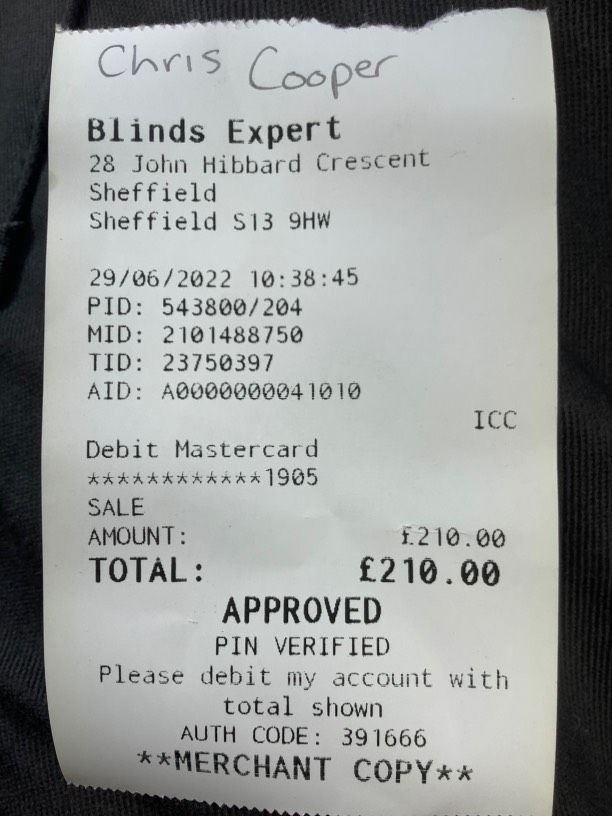 Chris Cooper
Blinds Expert
28 John Hibbard Crescent
Sheffield
Sheffield S13 9HW
29/06/2022 10:38:45
PID: 543800/204
MID: 2101488750
TID: 23750397
AID: A0000000041010
ICC
Debit Mastercard
************1905
SALE
AMOUNT: £210.00
TOTAL: £210.00
APPROVED
PIN VERIFIED
Please debit my account with
total shown
AUTH CODE: 391666
**MERCHANT COPY**